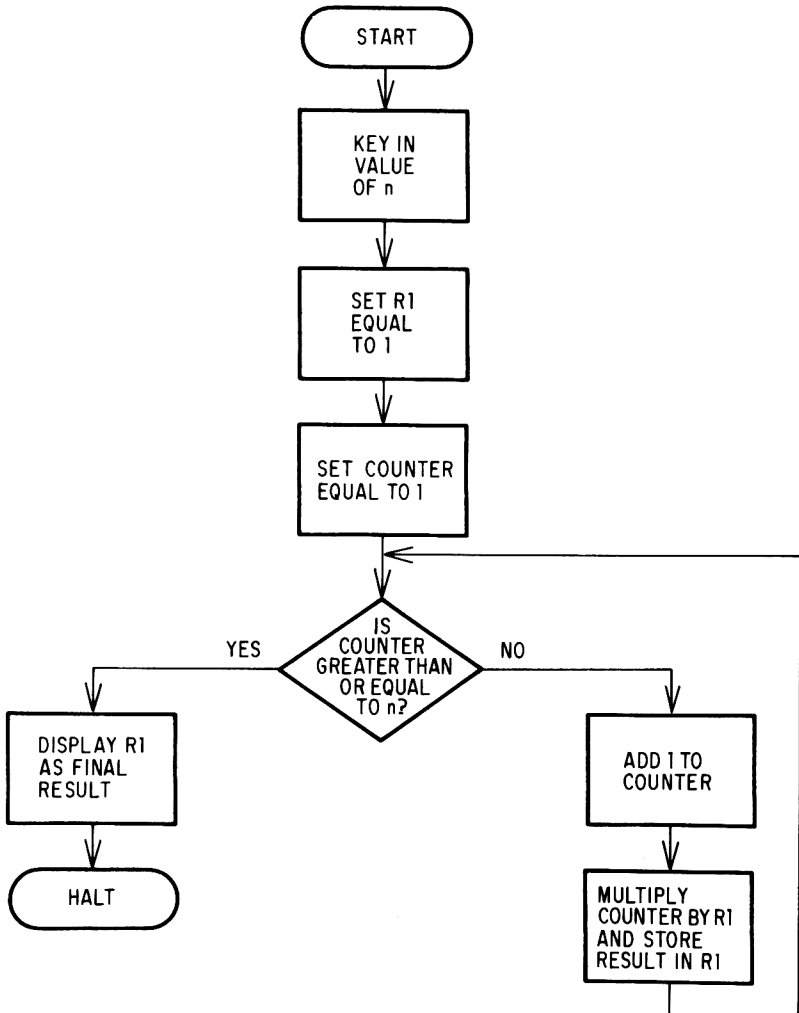 START
KEY IN
VALUE
OF n
SET R1
EQUAL
TO 1
SET COUNTER
EQUAL TO 1
IS
COUNTER
GREATER THAN
OR EQUAL
TO n?
YES
NO
DISPLAY R1
AS FINAL
RESULT
HALT
ADD 1 TO
COUNTER
MULTIPLY
COUNTER BY R1
AND STORE
RESULT IN R1